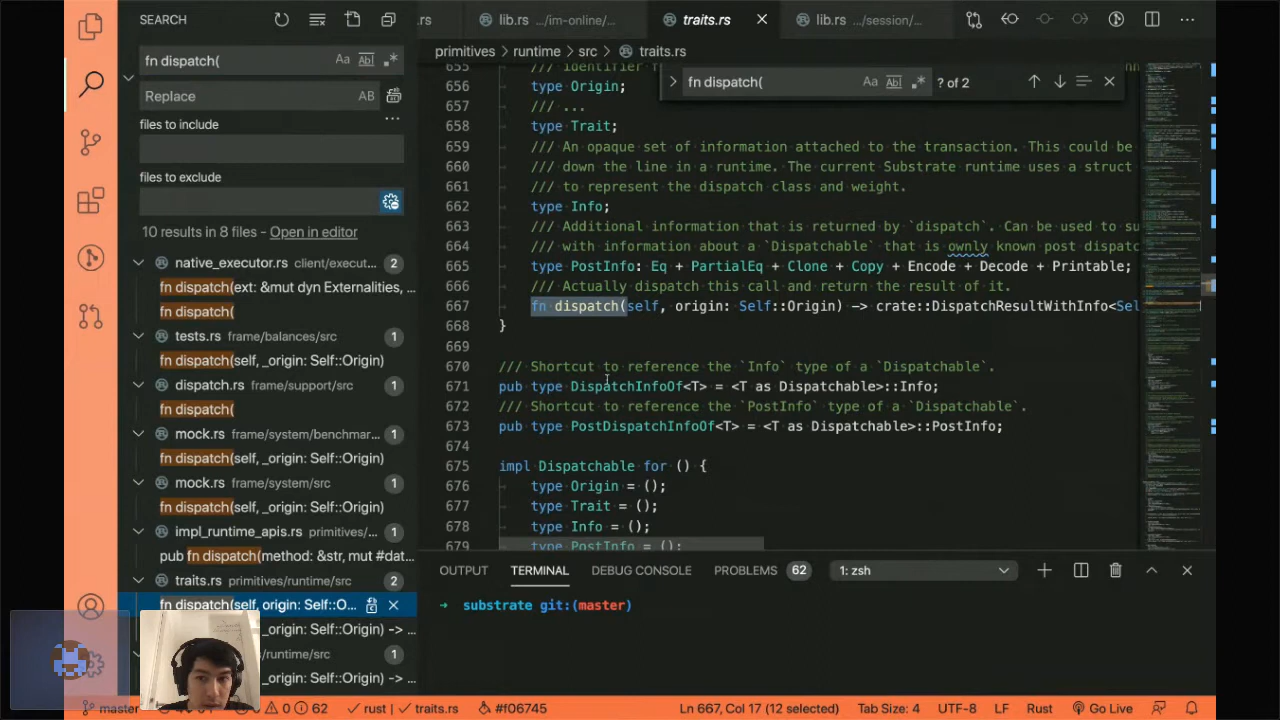 SEARCH
fn dispatch(
Aa
Abl
Replace
AB
files to include
files to exclude
10 results in 8 files - Open in editor
native_executor.rs client/execut... 2
fn dispatch(ext: &mut dyn Externalities,
fn dispatch(
tests.rs frame/balances/src 1
fn dispatch(self, _origin: Self::Origin)
dispatch.rs frame/support/src 1
fn dispatch(
mock.rs frame/system/benchmar... 1
fn dispatch(self, _origin: Self::Origin)
mock.rs frame/system/src 1
fn dispatch(self, _origin: Self::Origin)
impl_runtime_apis.rs primitives/... 1
pub fn dispatch(method: &str, mut #dat...
traits.rs primitives/runtime/src 2
fn dispatch(self, origin: Self::O...
_origin: Self::Origin) -> ...
s/runtime/src 1
_origin: Self::Origin) -> ...
.rs
lib.rs .../im-online/...
traits.rs
lib.rs .../session/...
primitives > runtime > src > traits.rs
fn dispatch(
Aa
Abl
? of 2
655 /// Identifier
656 type Origin;
657 /// ...
658 type Trait;
659 /// An opaque set of information attached to the transaction. This could be
660 /// down the line in a runtime. The current Substrate runtime uses a struct
661 /// to represent the dispatch class and weight.
662 type Info;
663 /// Additional information that is returned by `dispatch`. Can be used to su
664 /// with information about a `Dispatchable` that is ownly known post dispatc
665 type PostInfo: Eq + PartialEq + Clone + Copy + Encode + Decode + Printable;
666 /// Actually dispatch this call and return the result of it.
667 fn dispatch(self, origin: Self::Origin) -> crate::DispatchResultWithInfo<Sel
668 }
669
670 /// Shortcut to reference the `Info` type of a `Dispatchable`.
671 pub type DispatchInfoOf<T> = <T as Dispatchable>::Info;
672 /// Shortcut to reference the `PostInfo` type of a `Dispatchable`.
673 pub type PostDispatchInfoOf<T> = <T as Dispatchable>::PostInfo;
674
675 impl Dispatchable for () {
676 type Origin = ();
677 type Trait = ();
678 type Info = ();
679 type PostInfo = ();
OUTPUT TERMINAL DEBUG CONSOLE PROBLEMS 62 1: zsh
substrate git:(master)
master
0 62
rust
traits.rs
#f06745
Ln 667, Col 17 (12 selected)
Tab Size: 4
UTF-8
LF
Rust
Go Live